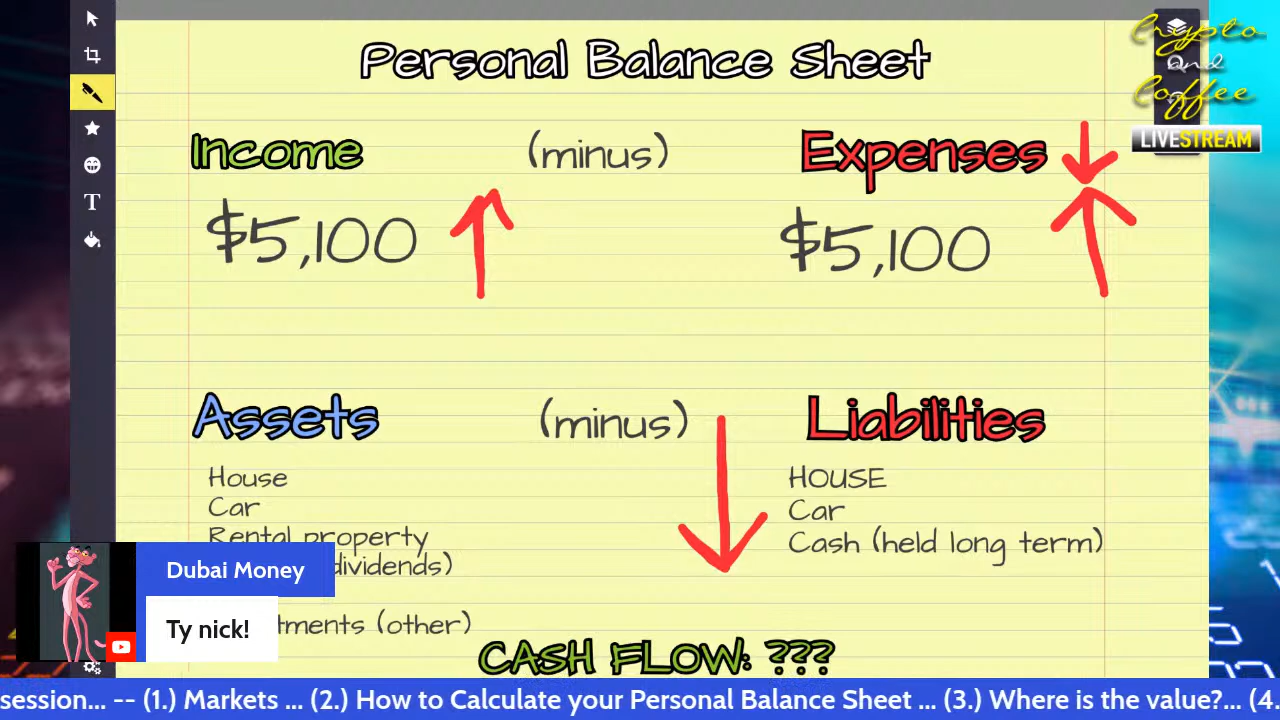 Personal Balance Sheet
Crypto
and
Coffee
LIVESTREAM
Income
(minus)
Expenses
$5,100
$5,100
Assets
(minus)
Liabilities
House
HOUSE
Car
Car
Rental property
Cash (held long term)
dividends)
Dubai Money
Ty nick!
tments (other)
CASH FLOW: ???
session... -- (1.) Markets ... (2.) How to Calculate your Personal Balance Sheet ... (3.) Where is the value?... (4.
T